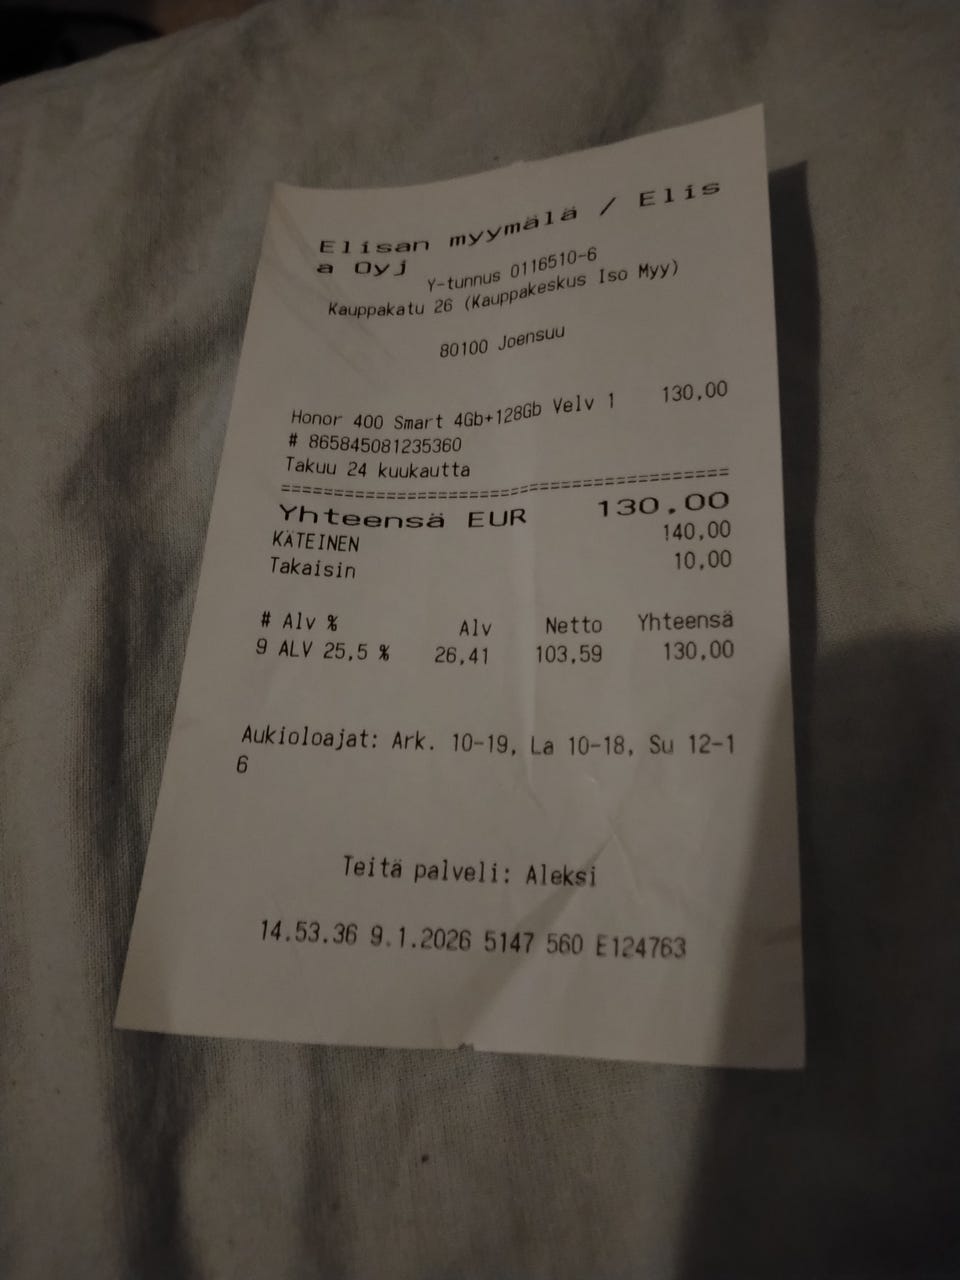 Elisan myymälä / Elis
a Oyj
Y-tunnus 0116510-6
Kauppakatu 26 (Kauppakeskus Iso Myy)
80100 Joensuu
Honor 400 Smart 4Gb+128Gb Velv 1 130,00
# 865845081235360
Takuu 24 kuukautta
==========================================
Yhteensä EUR 130,00
KÄTEINEN 140,00
Takaisin 10,00
# Alv % Alv Netto Yhteensä
9 ALV 25,5 % 26,41 103,59 130,00
Aukioloajat: Ark. 10-19, La 10-18, Su 12-1
6
Teitä palveli: Aleksi
14.53.36 9.1.2026 5147 560 E124763